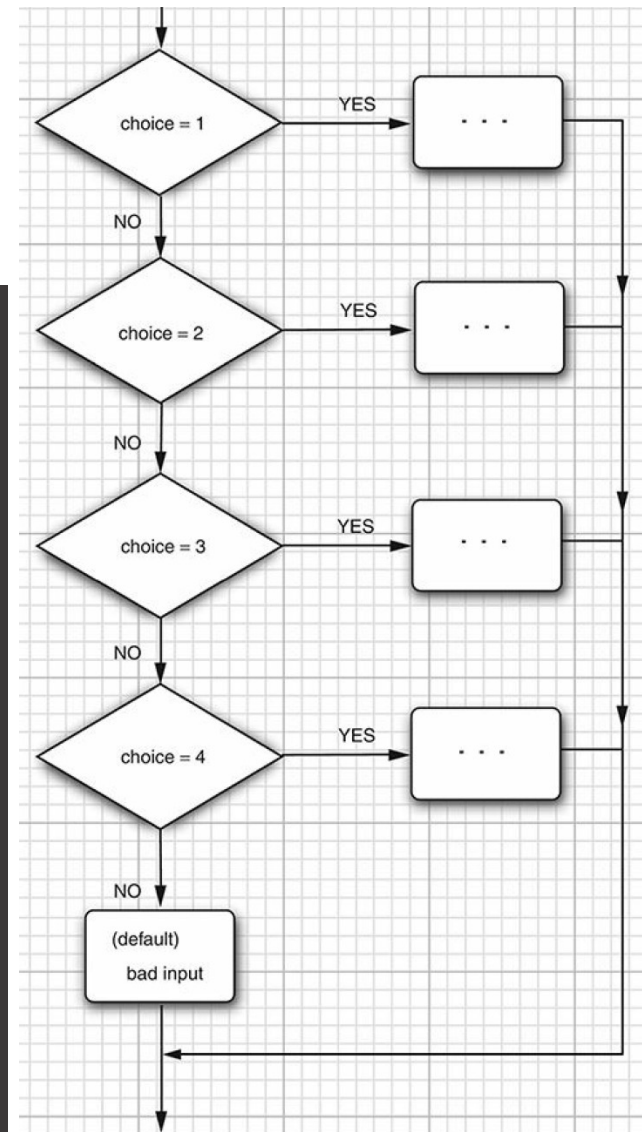 choice = 1
YES
. . .
NO
choice = 2
YES
. . .
NO
choice = 3
YES
. . .
NO
choice = 4
YES
. . .
NO
(default)
bad input